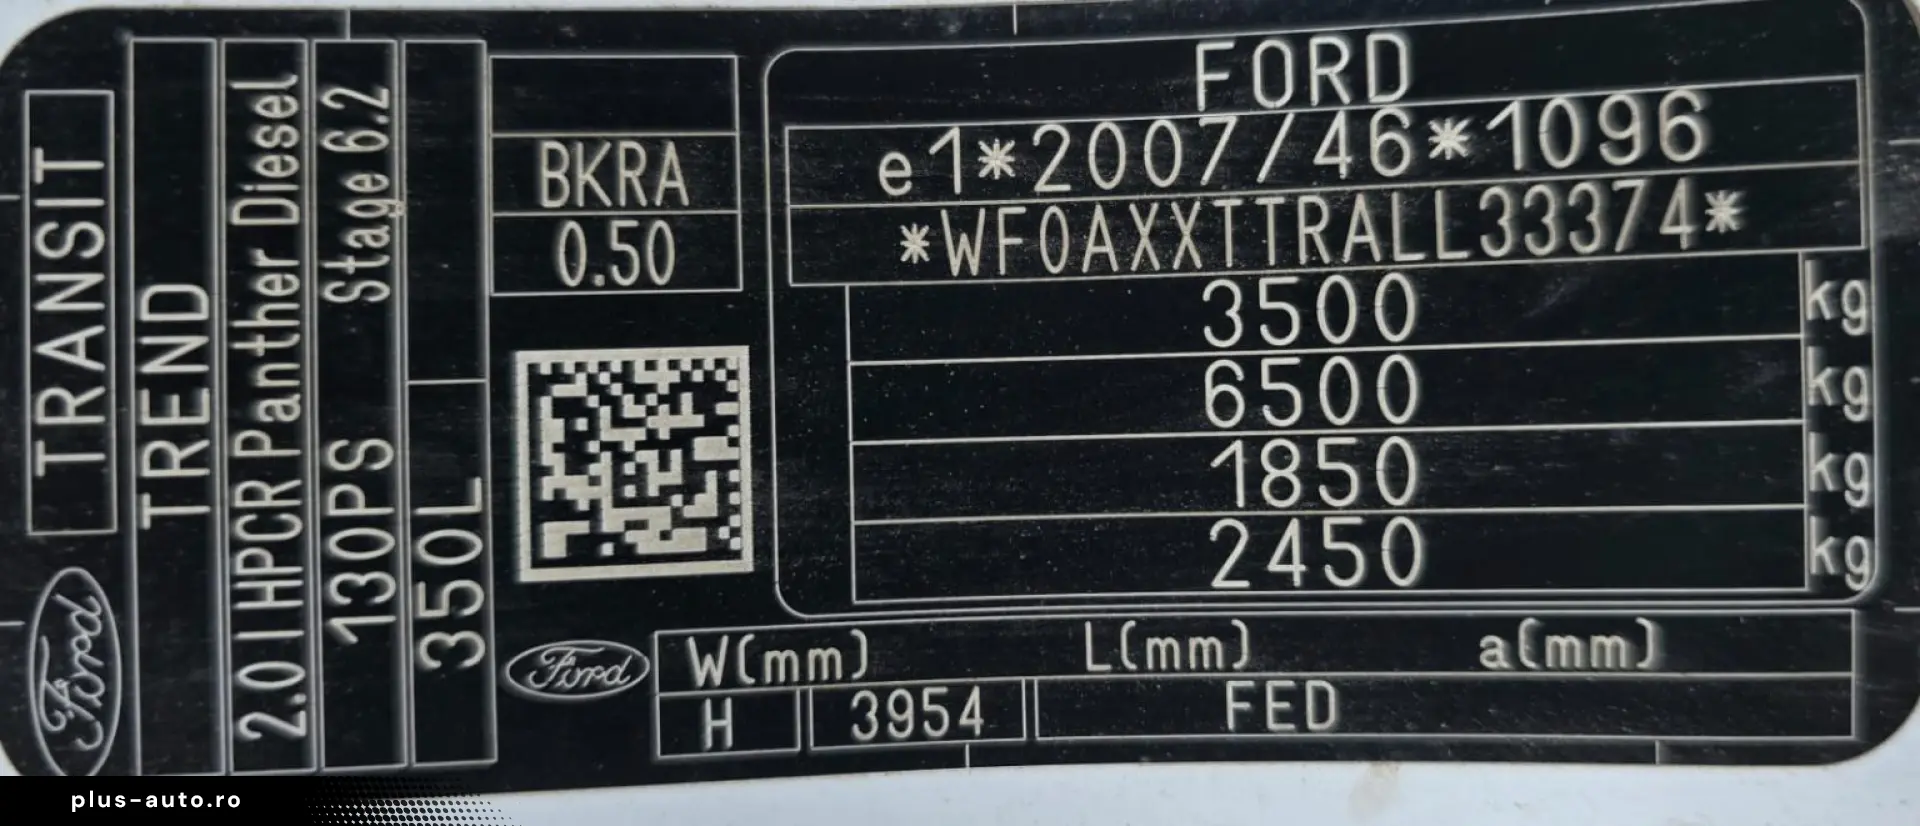 TRANSIT
TREND
2.0 l HPCR Panther Diesel
130PS Stage 6.2
350L
Ford
BKRA
0.50
FORD
e1*2007/46*1096
*WF0AXXTTRALL33374*
3500 kg
6500 kg
1850 kg
2450 kg
Ford
W(mm) L(mm) a(mm)
H 3954 FED
plus-auto.ro